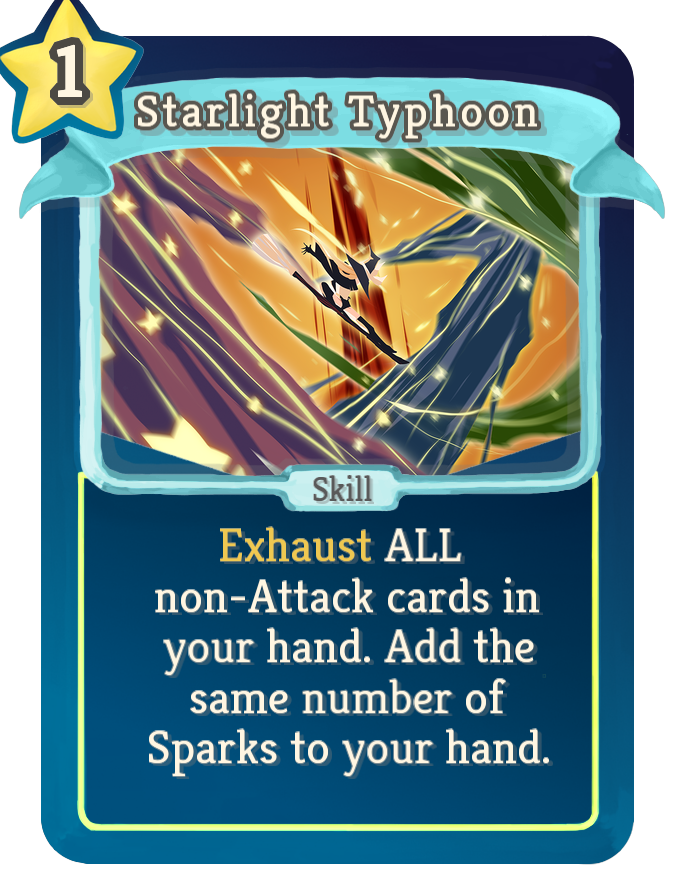 1
Starlight Typhoon
Skill
Exhaust ALL
non-Attack cards in
your hand. Add the
same number of
Sparks to your hand.